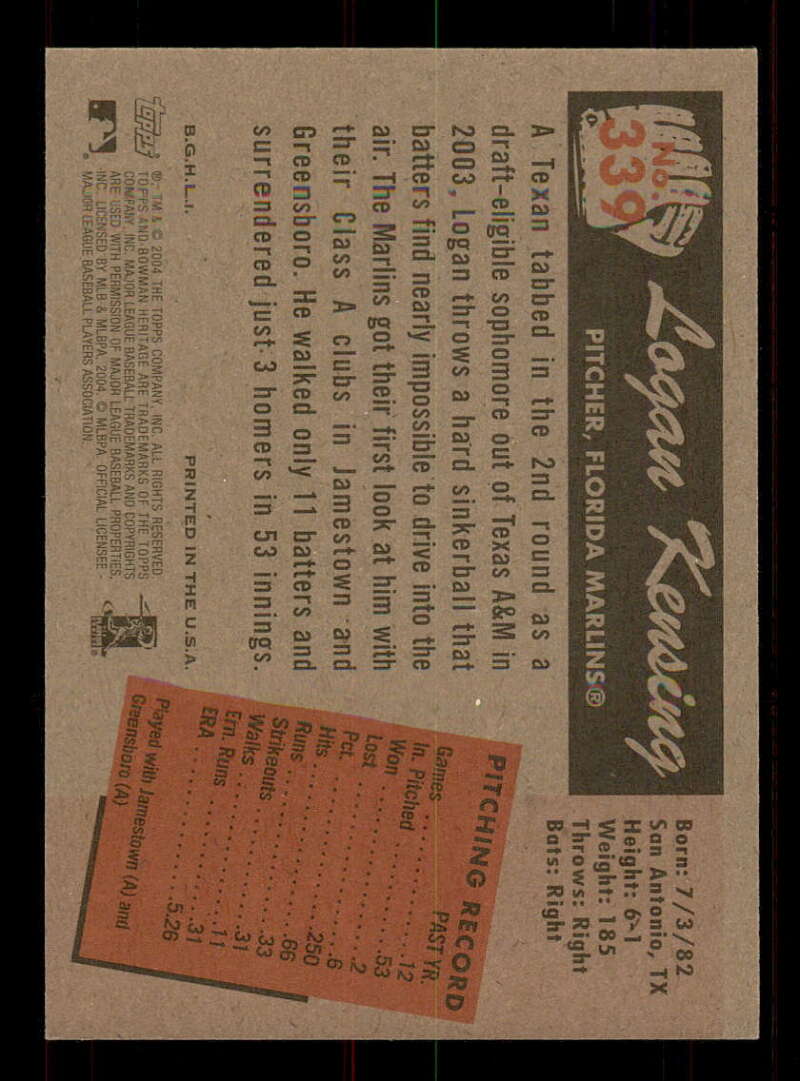 No.
339
Logan Kensing
PITCHER, FLORIDA MARLINS®
Born: 7/3/82
San Antonio, TX
Height: 6-1
Weight: 185
Throws: Right
Bats: Right
A Texan tabbed in the 2nd round as a
draft-eligible sophomore out of Texas A&M in
2003, Logan throws a hard sinkerball that
batters find nearly impossible to drive into the
air. The Marlins got their first look at him with
their Class A clubs in Jamestown and
Greensboro. He walked only 11 batters and
surrendered just 3 homers in 53 innings.
PITCHING RECORD
PAST YR.
Games ..........12
In. Pitched ..........53
Won ..........2
Lost ..........6
Pct. ..........250
Hits ..........66
Runs ..........33
Strikeouts ..........31
Walks ..........11
Ern. Runs ..........31
ERA ..........5.26
Played with Jamestown (A) and
Greensboro (A)
B.G.H.L.I. PRINTED IN THE U.S.A.
topps ®, TM & © 2004 THE TOPPS COMPANY, INC. ALL RIGHTS RESERVED
TOPPS AND BOWMAN HERITAGE ARE TRADEMARKS OF THE TOPPS
COMPANY, INC. MAJOR LEAGUE BASEBALL TRADEMARKS AND COPYRIGHTS
ARE USED WITH PERMISSION OF MAJOR LEAGUE BASEBALL PROPERTIES,
INC. LICENSED BY MLB & MLBPA, 2004. © MLBPA OFFICIAL LICENSEE -
MAJOR LEAGUE BASEBALL PLAYERS ASSOCIATION.